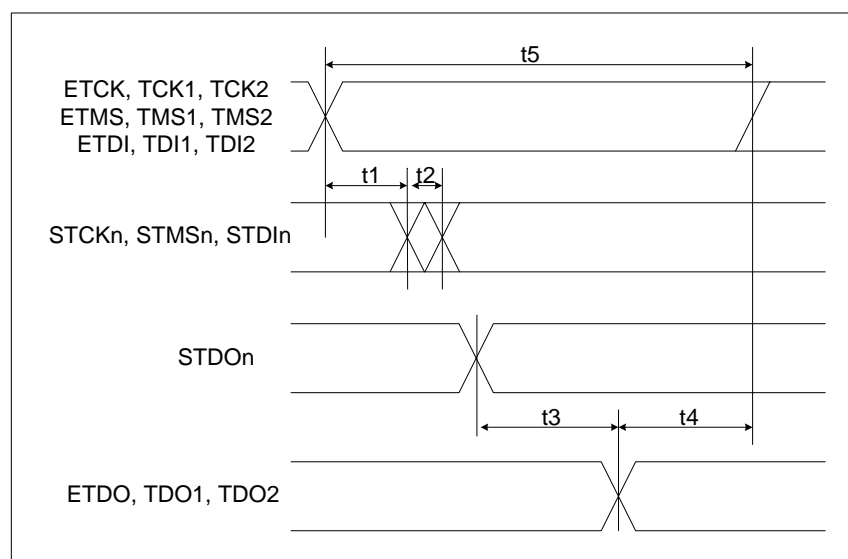 t5
ETCK, TCK1, TCK2
ETMS, TMS1, TMS2
ETDI, TDI1, TDI2
t1
t2
STCKn, STMSn, STDIn
STDOn
t3
t4
ETDO, TDO1, TDO2